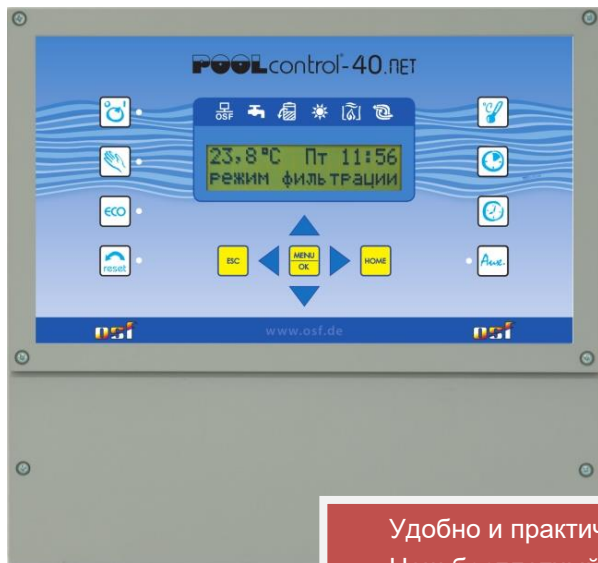 POOLcontrol®-40.net
OSF
°C
23,8°C Пт 11:56
режим фильтрации
ECO
reset
ESC
MENU
OK
HOME
Aux.
osf
www.osf.de
osf
Удобно и